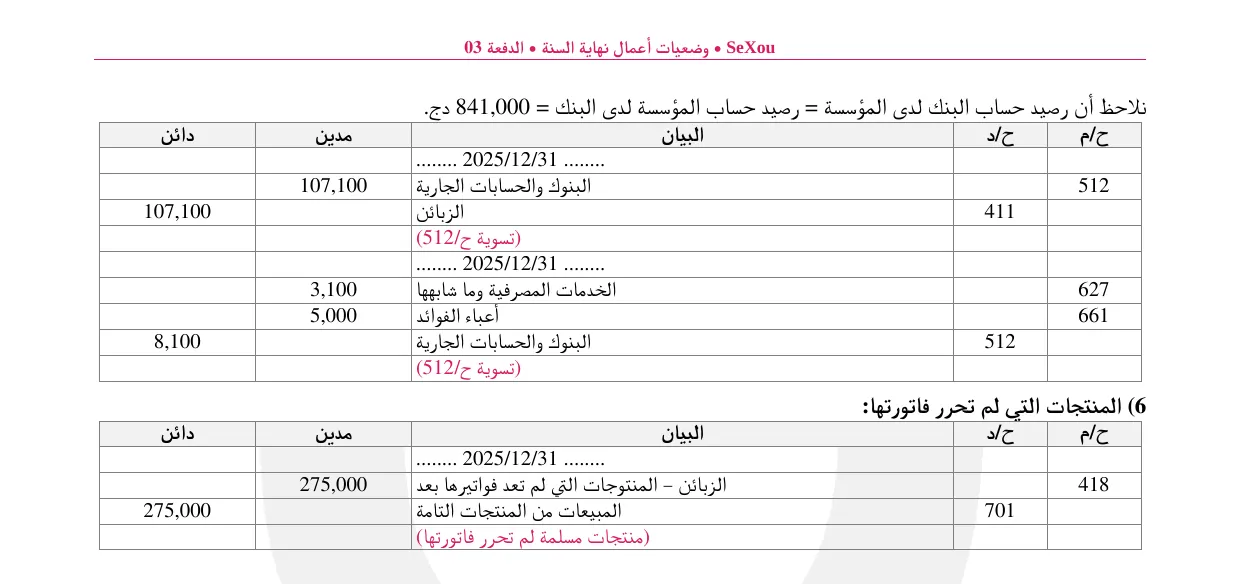 SeXou • وضعيات أعمال نهاية السنة • الدفعة 03
نلاحظ أن رصيد حساب البنك لدى المؤسسة = رصيد حساب المؤسسة لدى البنك = 841,000 دج.
ح/م ح/د البيان مدين دائن
........ 2025/12/31 ........
512 البنوك والحسابات الجارية 107,100
411 الزبائن 107,100
(تسوية ح/512)
........ 2025/12/31 ........
627 الخدمات المصرفية وما شابهها 3,100
661 أعباء الفوائد 5,000
512 البنوك والحسابات الجارية 8,100
(تسوية ح/512)
6) المنتجات التي لم تحرر فاتورتها:
ح/م ح/د البيان مدين دائن
........ 2025/12/31 ........
418 الزبائن – المنتوجات التي لم تعد فواتيرها بعد 275,000
701 المبيعات من المنتجات التامة 275,000
(منتجات مسلمة لم تحرر فاتورتها)